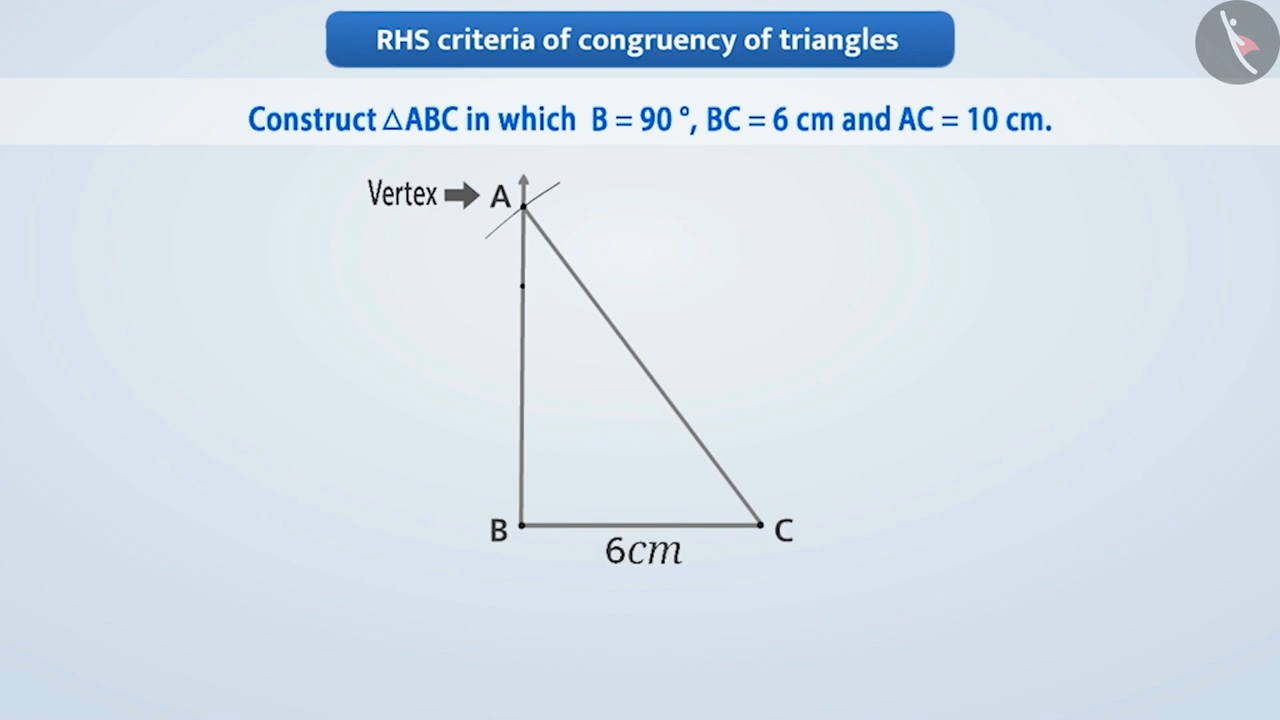 RHS criteria of congruency of triangles
Construct △ABC in which B = 90 °, BC = 6 cm and AC = 10 cm.
Vertex A
B C
6cm